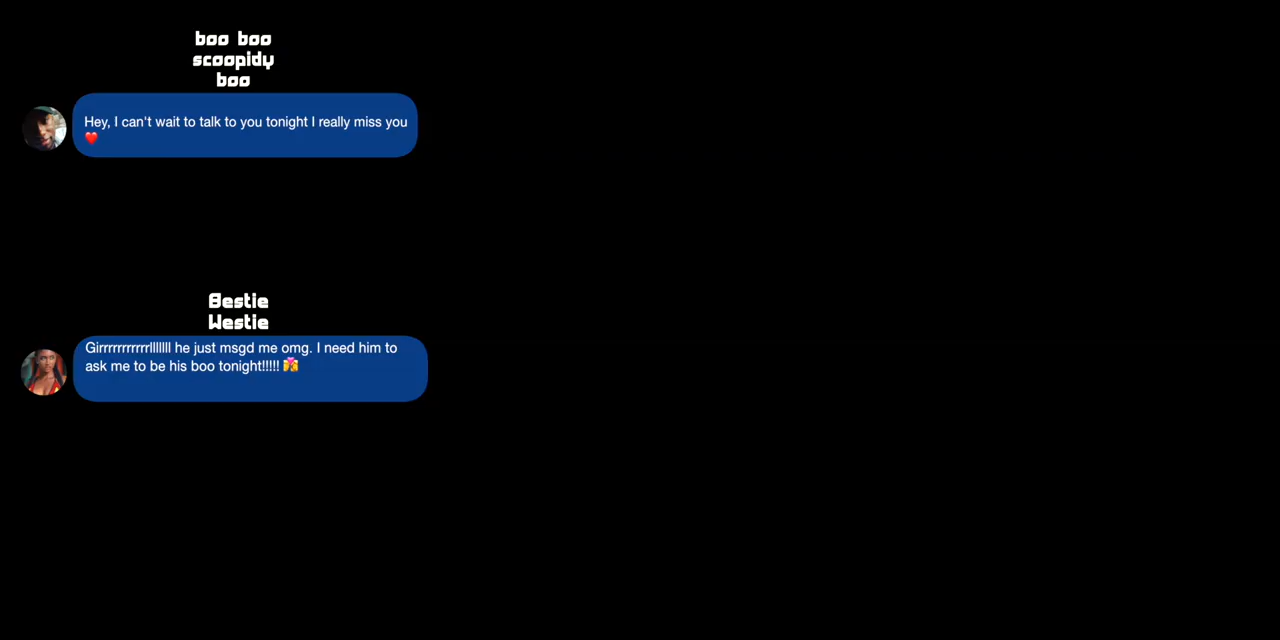 boo boo
scoopidy
boo
Hey, I can't wait to talk to you tonight I really miss you
❤️
Bestie
Westie
Girrrrrrrrrrrlllllll he just msgd me omg. I need him to
ask me to be his boo tonight!!!!! 💏